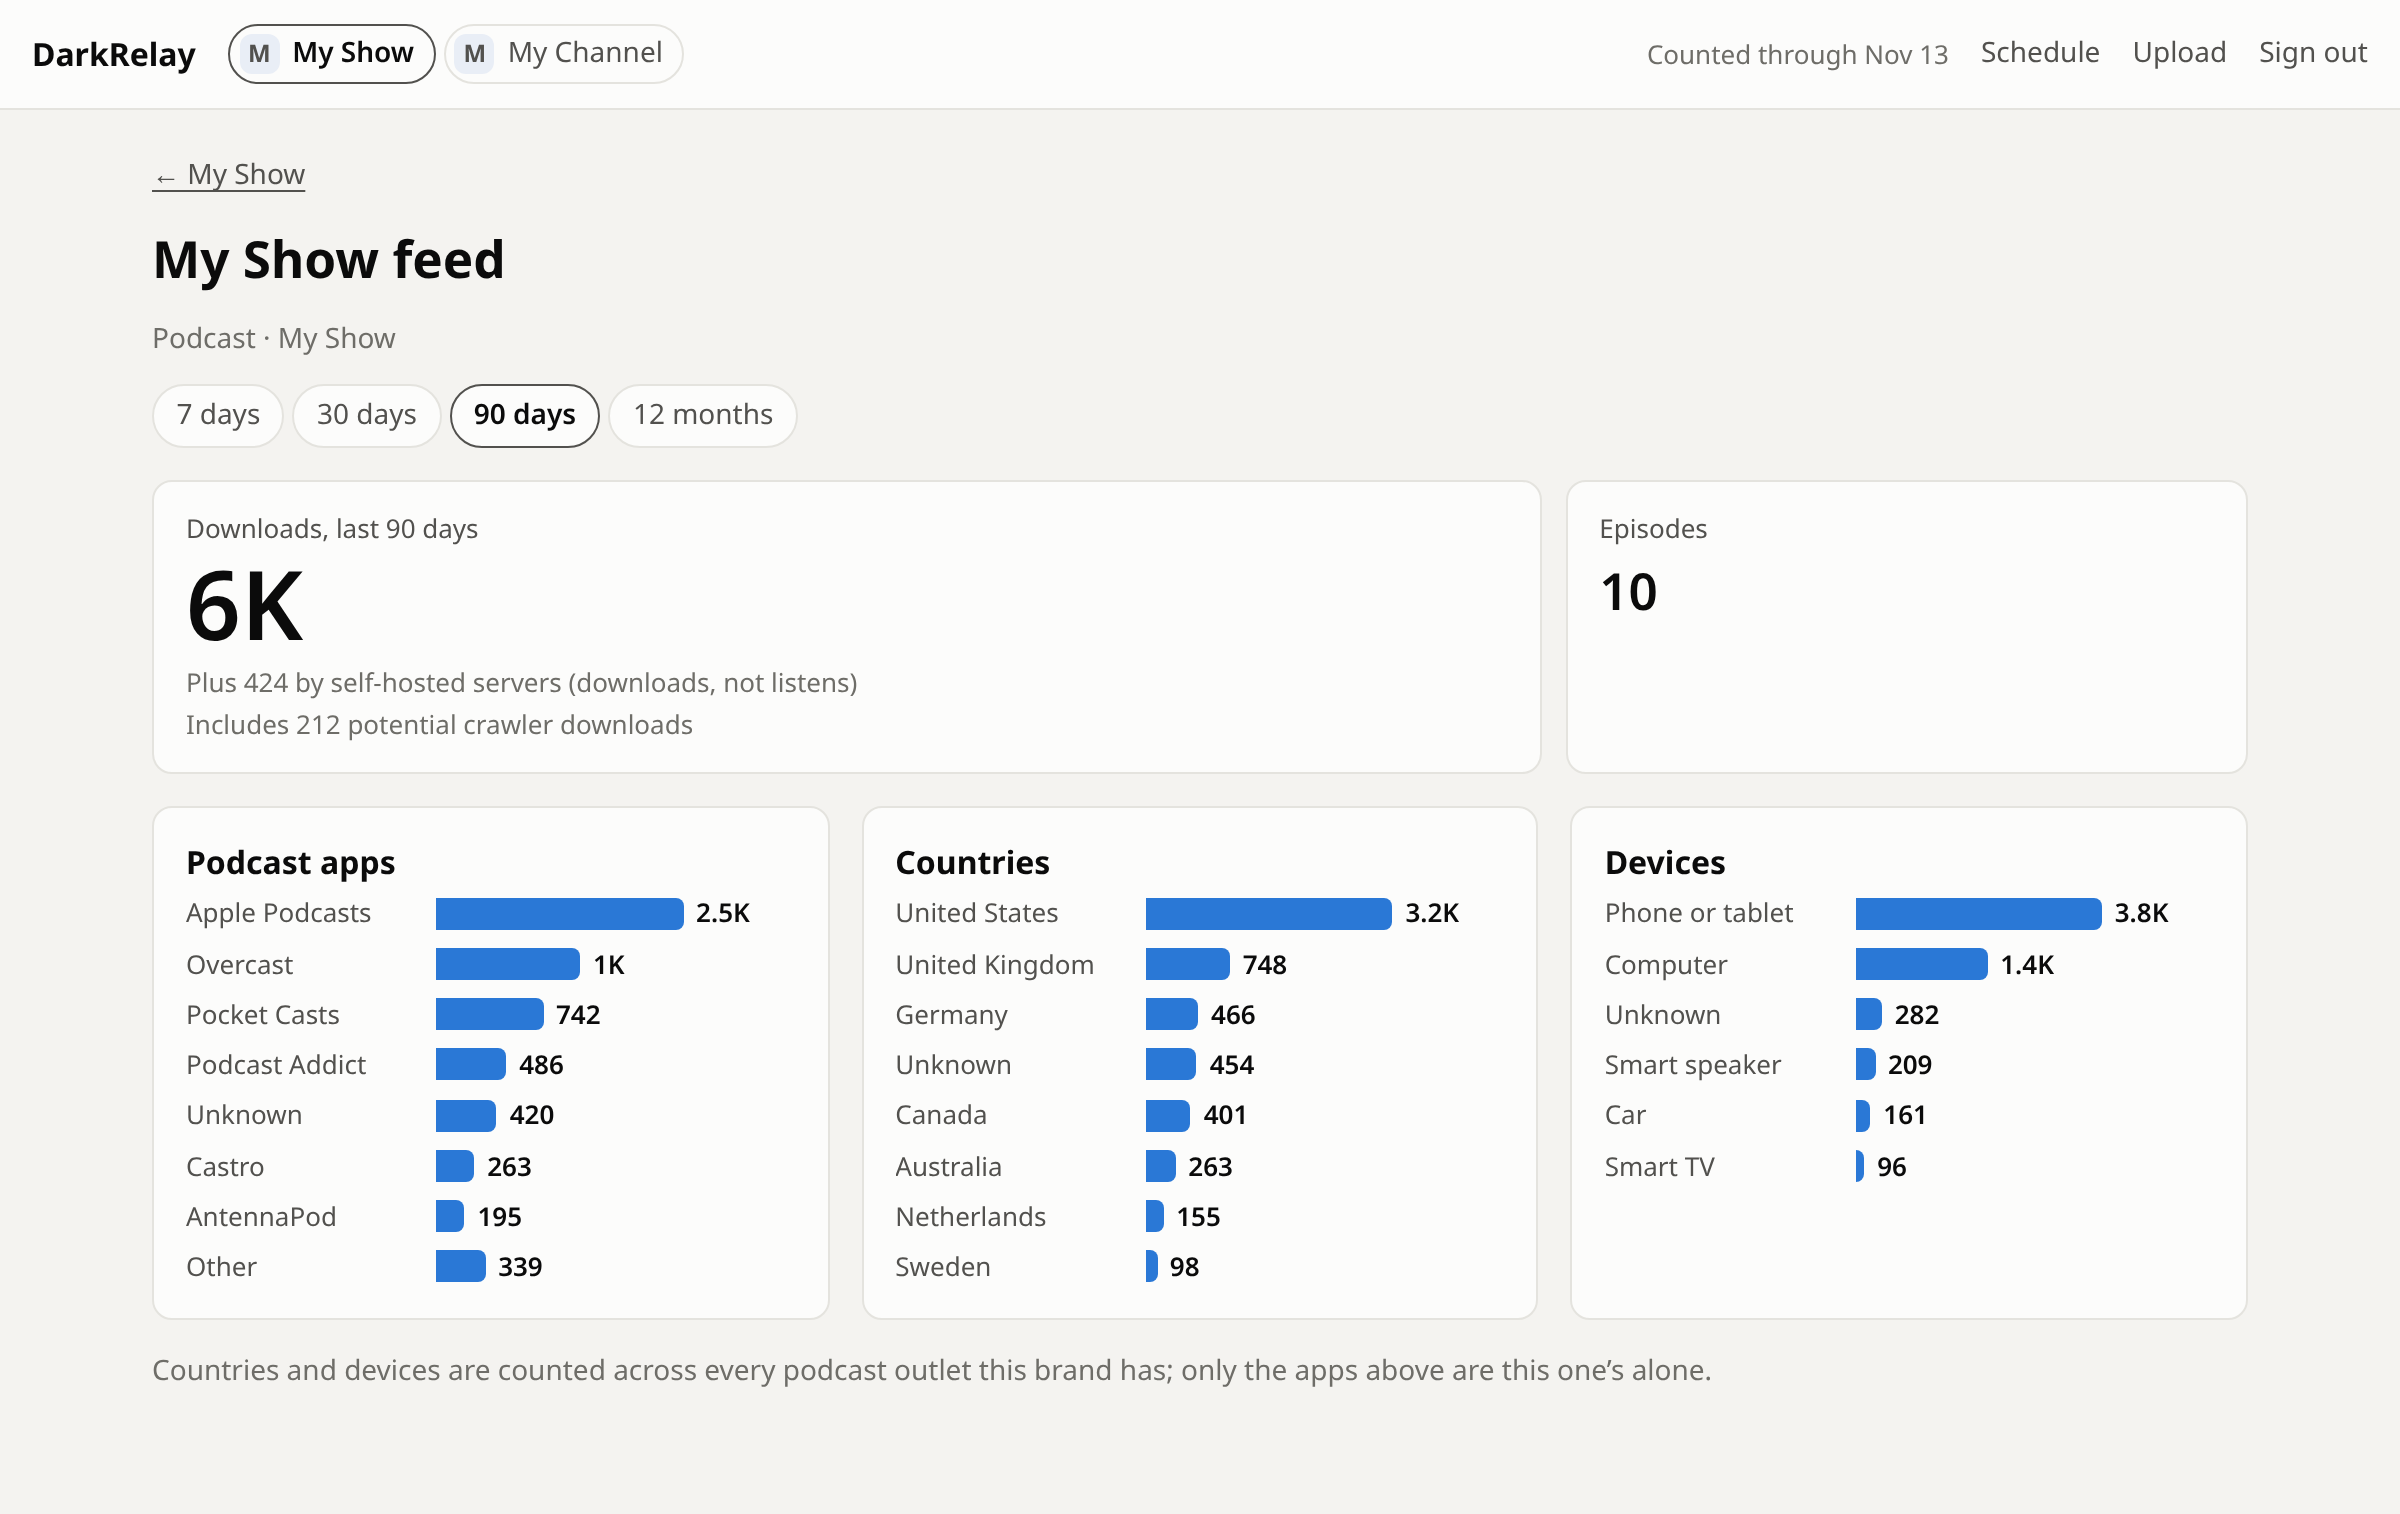 DarkRelay
M My Show
M My Channel
Counted through Nov 13
Schedule
Upload
Sign out
← My Show
My Show feed
Podcast · My Show
7 days
30 days
90 days
12 months
Downloads, last 90 days
6K
Plus 424 by self-hosted servers (downloads, not listens)
Includes 212 potential crawler downloads
Episodes
10
Podcast apps
Apple Podcasts 2.5K
Overcast 1K
Pocket Casts 742
Podcast Addict 486
Unknown 420
Castro 263
AntennaPod 195
Other 339
Countries
United States 3.2K
United Kingdom 748
Germany 466
Unknown 454
Canada 401
Australia 263
Netherlands 155
Sweden 98
Devices
Phone or tablet 3.8K
Computer 1.4K
Unknown 282
Smart speaker 209
Car 161
Smart TV 96
Countries and devices are counted across every podcast outlet this brand has; only the apps above are this one’s alone.